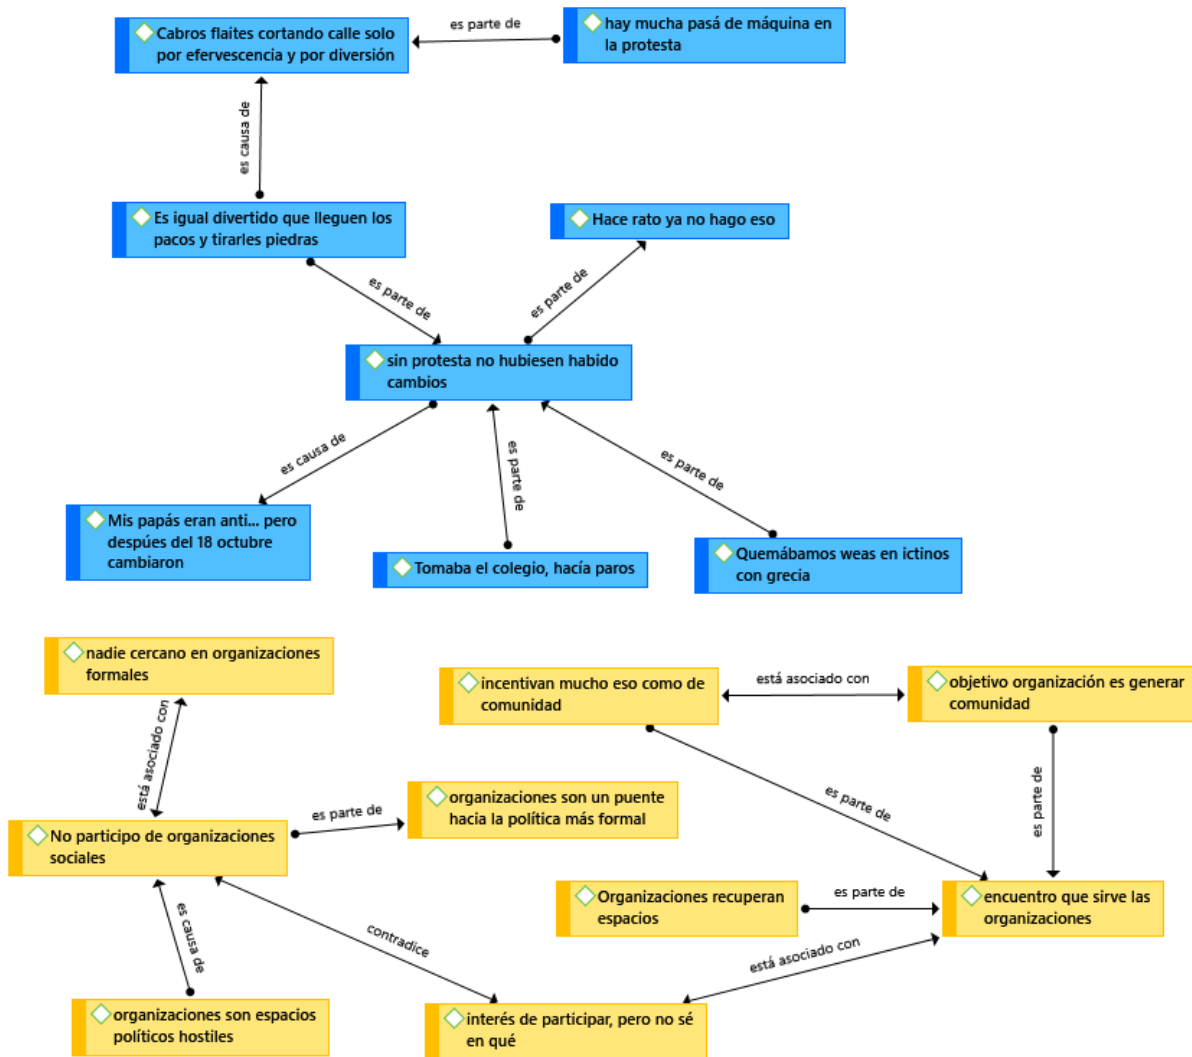 Cabros flaites cortando calle solo
por efervescencia y por diversión
es parte de
hay mucha pasá de máquina en
la protesta
es causa de
Es igual divertido que lleguen los
pacos y tirarles piedras
Hace rato ya no hago eso
es parte de
es parte de
sin protesta no hubiesen habido
cambios
es causa de
es parte de
es parte de
Mis papás eran anti... pero
despúes del 18 octubre
cambiaron
Tomaba el colegio, hacía paros
Quemábamos weas en ictinos
con grecia
nadie cercano en organizaciones
formales
incentivan mucho eso como de
comunidad
está asociado con
objetivo organización es generar
comunidad
está asociado con
es parte de
es parte de
No participo de organizaciones
sociales
es parte de
organizaciones son un puente
hacia la política más formal
Organizaciones recuperan
espacios
es parte de
encuentro que sirve las
organizaciones
es causa de
contradice
está asociado con
organizaciones son espacios
políticos hostiles
interés de participar, pero no sé
en qué